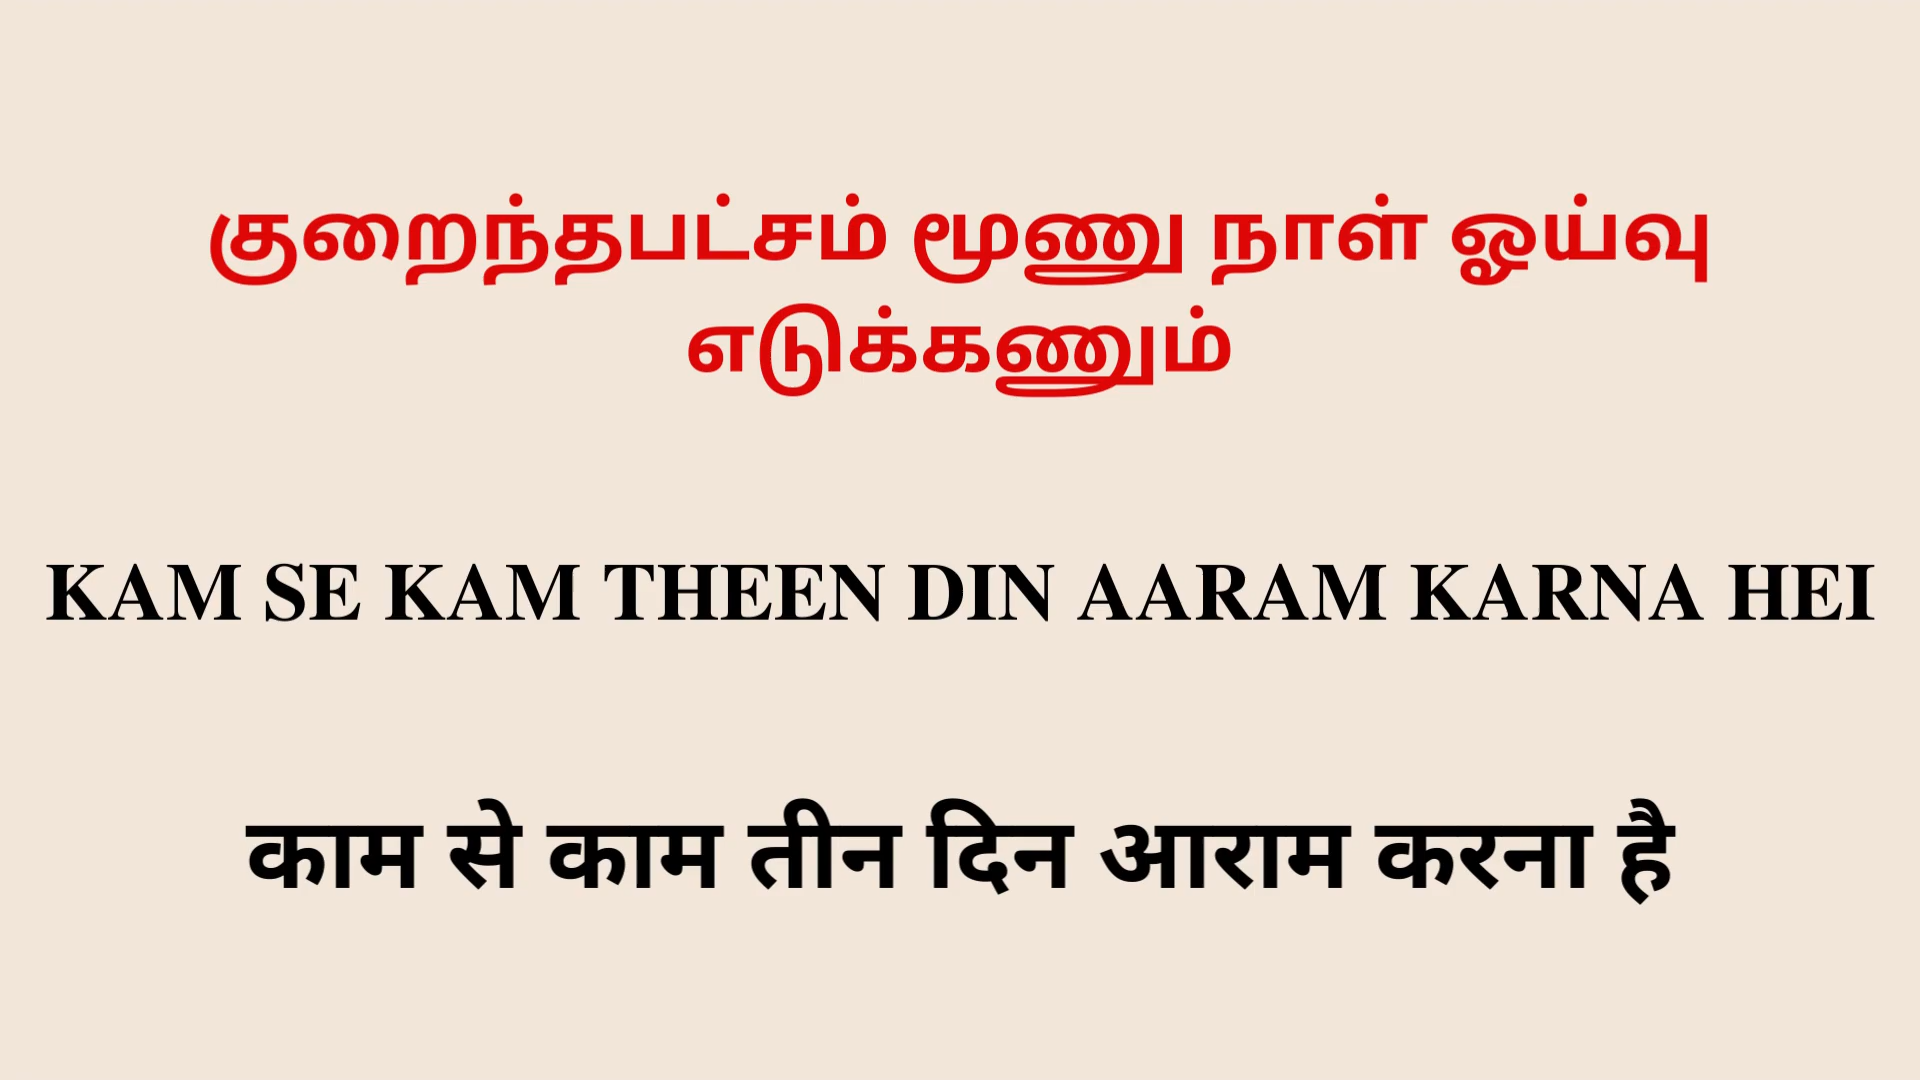 குறைந்தபட்சம் மூணு நாள் ஓய்வு
எடுக்கணும்
KAM SE KAM THEEN DIN AARAM KARNA HEI
काम से काम तीन दिन आराम करना है